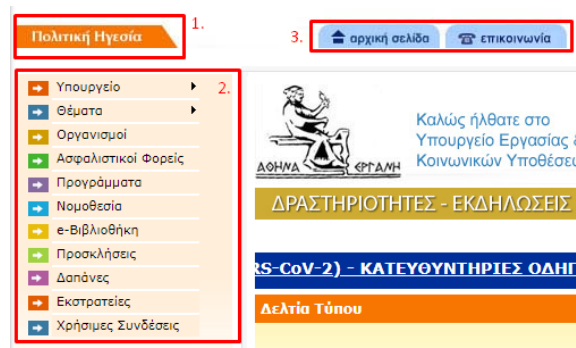 Πολιτική Ηγεσία
1.
3.
αρχική σελίδα
επικοινωνία
2.
Υπουργείο
Θέματα
Οργανισμοί
Ασφαλιστικοί Φορείς
Προγράμματα
Νομοθεσία
e-Βιβλιοθήκη
Προσκλήσεις
Δαπάνες
Εκστρατείες
Χρήσιμες Συνδέσεις
ΑΘΗΝΑ ΕΡΓΑΝΗ
Καλώς ήλθατε στο
Υπουργείο Εργασίας &
Κοινωνικών Υποθέσεω
ΔΡΑΣΤΗΡΙΟΤΗΤΕΣ - ΕΚΔΗΛΩΣΕΙΣ
RS-CoV-2) - ΚΑΤΕΥΘΥΝΤΗΡΙΕΣ ΟΔΗΓ
Δελτία Τύπου